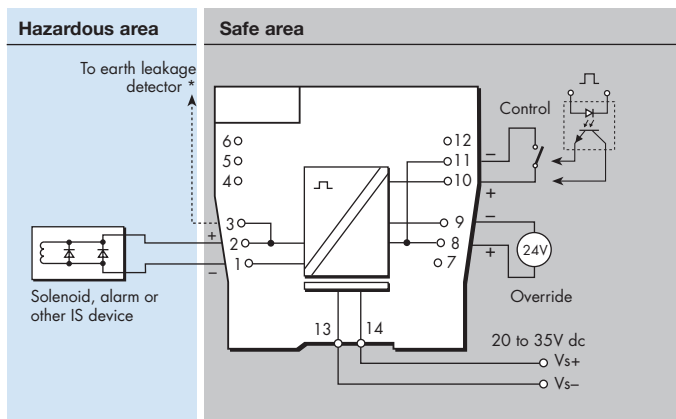 Hazardous area
Safe area
To earth leakage
detector *
Control
6
5
4
3
2
1
12
11
10
9
8
7
–
+
–
+
+
–
24V
Override
Solenoid, alarm or
other IS device
13
14
20 to 35V dc
Vs+
Vs–